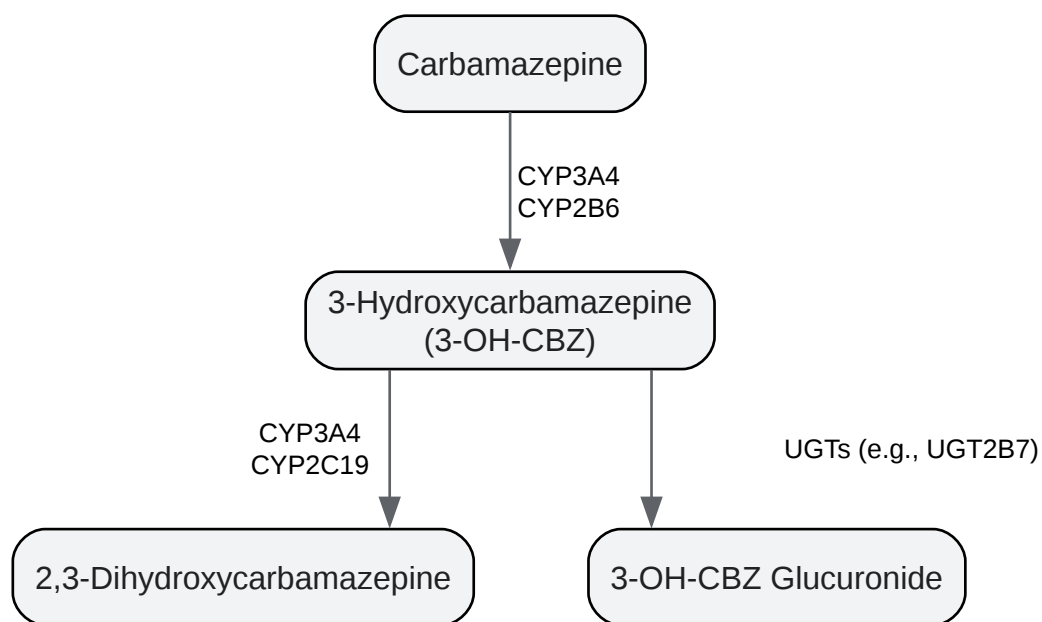 Carbamazepine
CYP3A4
CYP2B6
3-Hydroxycarbamazepine
(3-OH-CBZ)
CYP3A4
CYP2C19
UGTs (e.g., UGT2B7)
2,3-Dihydroxycarbamazepine
3-OH-CBZ Glucuronide